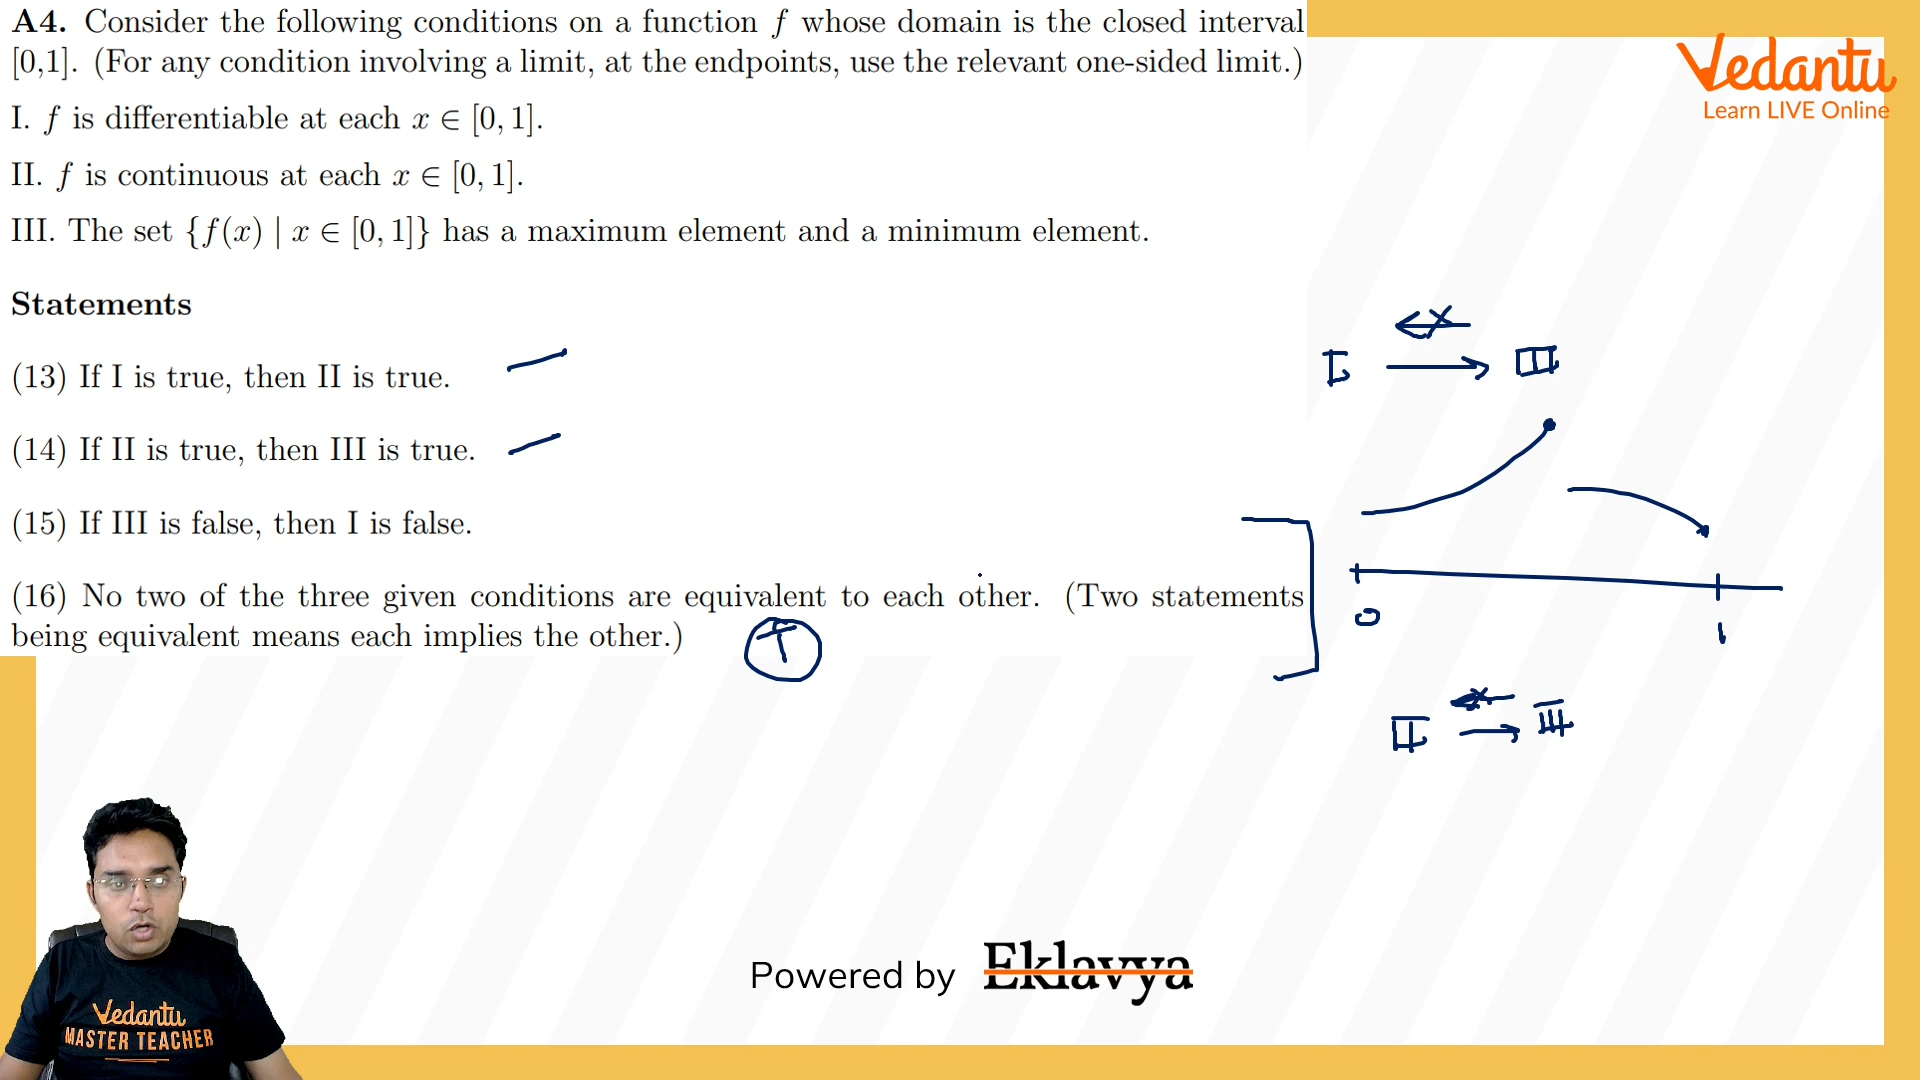 A4. Consider the following conditions on a function f whose domain is the closed interval
[0,1]. (For any condition involving a limit, at the endpoints, use the relevant one-sided limit.)
I. f is differentiable at each x ∈ [0, 1].
II. f is continuous at each x ∈ [0, 1].
III. The set {f(x) | x ∈ [0, 1]} has a maximum element and a minimum element.
Statements
(13) If I is true, then II is true.
(14) If II is true, then III is true.
(15) If III is false, then I is false.
(16) No two of the three given conditions are equivalent to each other. (Two statements
being equivalent means each implies the other.)
T
Vedantu
Learn LIVE Online
I → III
0 1
II → III
Vedantu
MASTER TEACHER
Powered by Eklavya